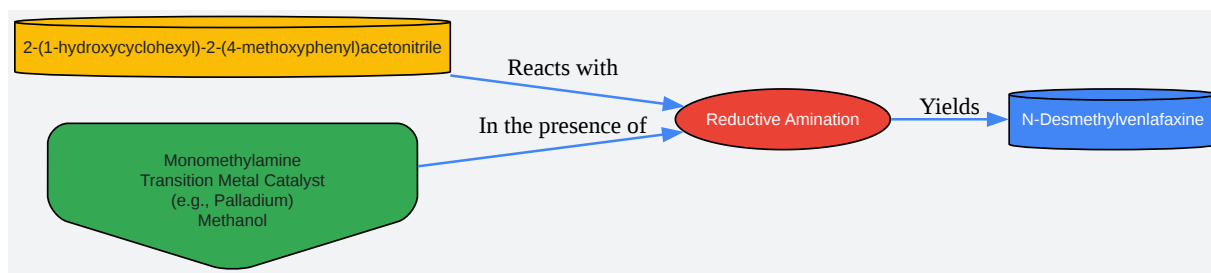 2-(1-hydroxycyclohexyl)-2-(4-methoxyphenyl)acetonitrile
Reacts with
In the presence of
Monomethylamine
Transition Metal Catalyst
(e.g., Palladium)
Methanol
Reductive Amination
Yields
N-Desmethylvenlafaxine